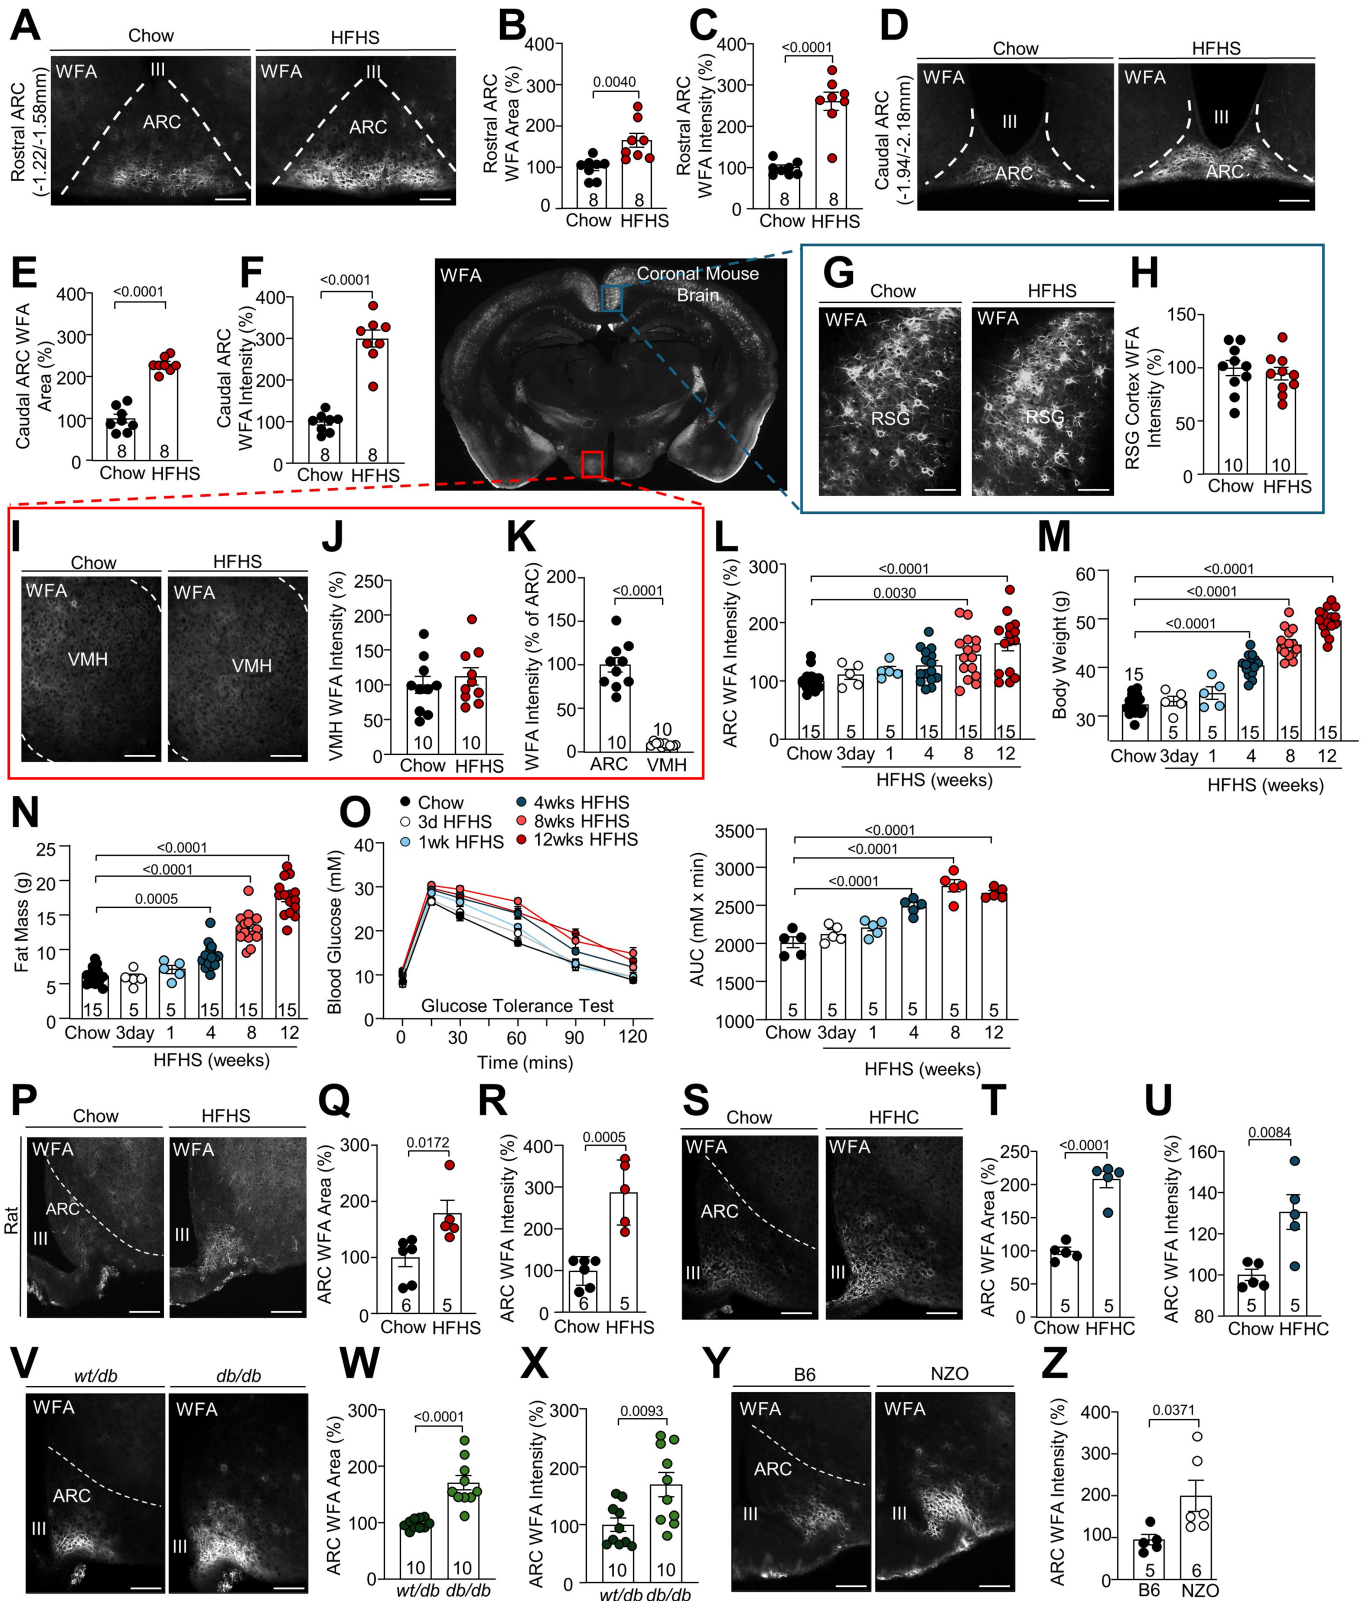 A
Chow
HFHS
Rostral ARC
(-1.22/-1.58mm)
WFA
III
ARC
WFA
III
ARC
B
Rostral ARC
WFA Area (%)
400
300
200
100
0
0.0040
8
8
Chow HFHS
C
Rostral ARC
WFA Intensity (%)
400
300
200
100
0
<0.0001
8
8
Chow HFHS
D
Chow
HFHS
Caudal ARC
(-1.94/-2.18mm)
WFA
III
ARC
WFA
III
ARC
E
Caudal ARC WFA
Area (%)
400
300
200
100
0
<0.0001
8
8
Chow HFHS
F
Caudal ARC
WFA Intensity (%)
400
300
200
100
0
<0.0001
8
8
Chow HFHS
WFA
Coronal Mouse
Brain
G
Chow
HFHS
WFA
RSG
WFA
RSG
H
RSG Cortex WFA
Intensity (%)
150
100
50
0
10
10
Chow HFHS
I
Chow
HFHS
WFA
VMH
WFA
VMH
J
VMH WFA Intensity (%)
250
200
150
100
50
0
10
10
Chow HFHS
K
WFA Intensity (% of ARC)
200
150
100
50
0
<0.0001
10
10
ARC VMH
L
ARC WFA Intensity (%)
300
200
100
0
<0.0001
0.0030
15 5 5 15 15 15
Chow 3day 1 4 8 12
HFHS (weeks)
M
Body Weight (g)
60
50
40
30
<0.0001
<0.0001
<0.0001
15
5 5 15 15 15
Chow 3day 1 4 8 12
HFHS (weeks)
N
Fat Mass (g)
25
20
15
10
5
0
<0.0001
<0.0001
0.0005
15 5 5 15 15 15
Chow 3day 1 4 8 12
HFHS (weeks)
O
Chow
3d HFHS
1wk HFHS
4wks HFHS
8wks HFHS
12wks HFHS
Blood Glucose (mM)
40
30
20
10
0
Glucose Tolerance Test
0 30 60 90 120
Time (mins)
AUC (mM x min)
3500
3000
2500
2000
1500
1000
<0.0001
<0.0001
<0.0001
5 5 5 5 5 5
Chow 3day 1 4 8 12
HFHS (weeks)
P
Chow
HFHS
Rat
WFA
ARC
III
WFA
III
Q
ARC WFA Area (%)
300
200
100
0
0.0172
6
5
Chow HFHS
R
ARC WFA Intensity (%)
400
300
200
100
0
0.0005
6
5
Chow HFHS
S
Chow
HFHC
WFA
ARC
III
WFA
III
T
ARC WFA Area (%)
250
200
150
100
50
0
<0.0001
5
5
Chow HFHC
U
ARC WFA Intensity (%)
160
140
120
100
80
0.0084
5
5
Chow HFHC
V
wt/db
db/db
WFA
ARC
III
WFA
III
W
ARC WFA Area (%)
300
200
100
0
<0.0001
10
10
wt/db db/db
X
ARC WFA Intensity (%)
300
200
100
0
0.0093
10
10
wt/db db/db
Y
B6
NZO
WFA
ARC
III
WFA
III
Z
ARC WFA Intensity (%)
400
300
200
100
0
0.0371
5
6
B6 NZO